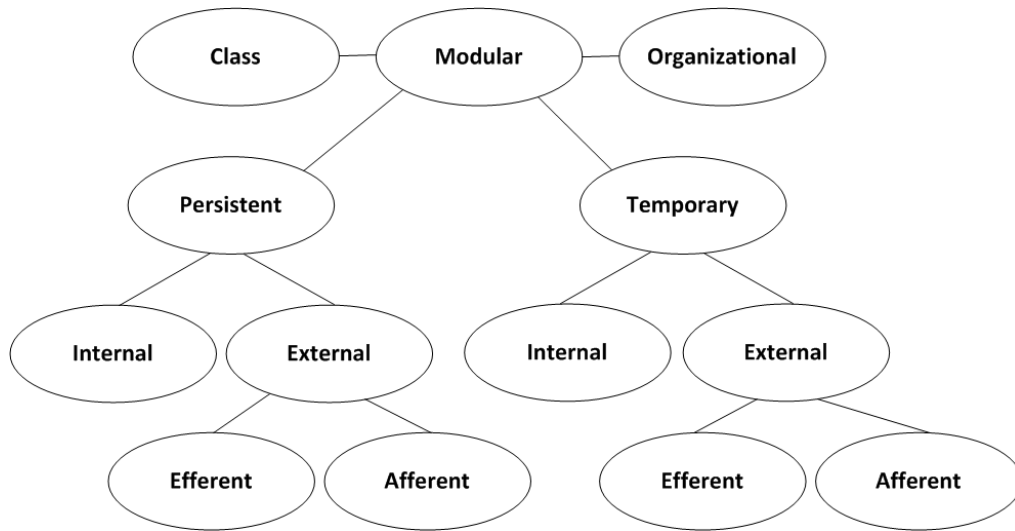 Class
Modular
Organizational
Persistent
Temporary
Internal
External
Internal
External
Efferent
Afferent
Efferent
Afferent